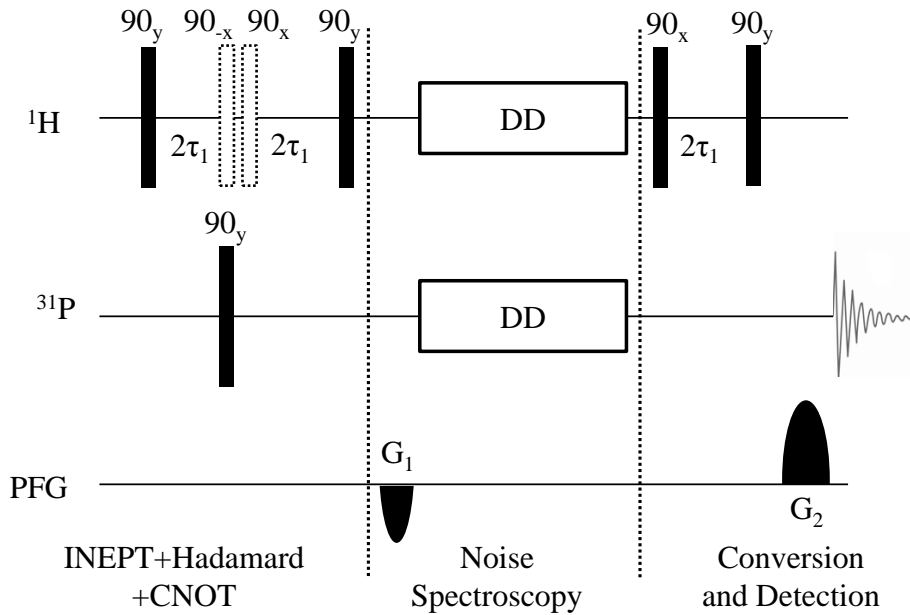 90y 90-x 90x 90y 90x 90y
1H 2τ1 2τ1 DD 2τ1
90y
31P DD
G1
PFG
G2
INEPT+Hadamard Noise Conversion
+CNOT Spectroscopy and Detection